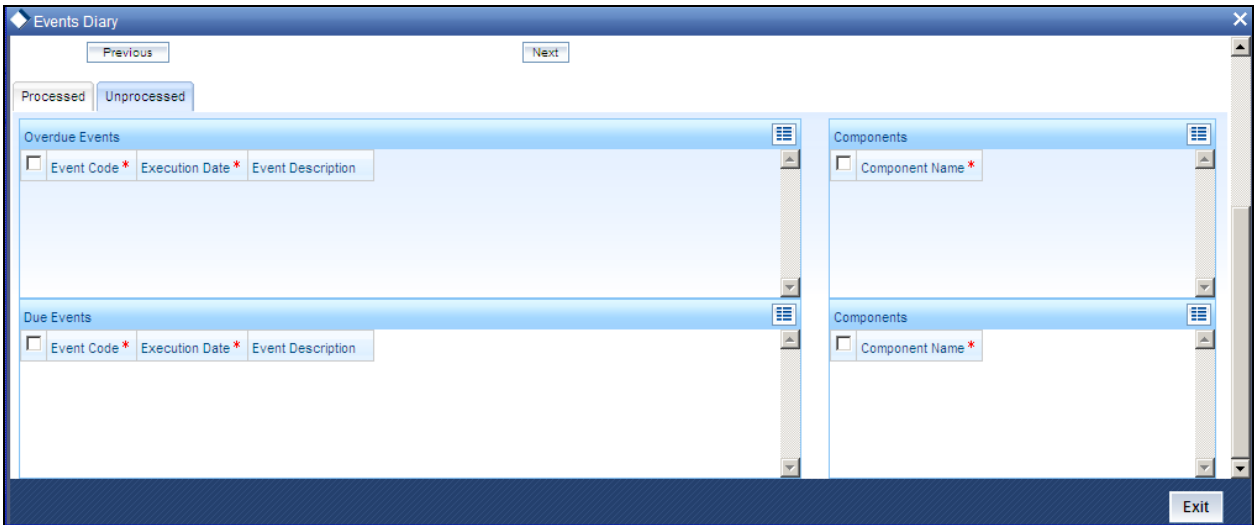 Events Diary
Previous Next
Processed Unprocessed
Overdue Events Components
Event Code * Execution Date * Event Description Component Name *
Due Events Components
Event Code * Execution Date * Event Description Component Name *
Exit